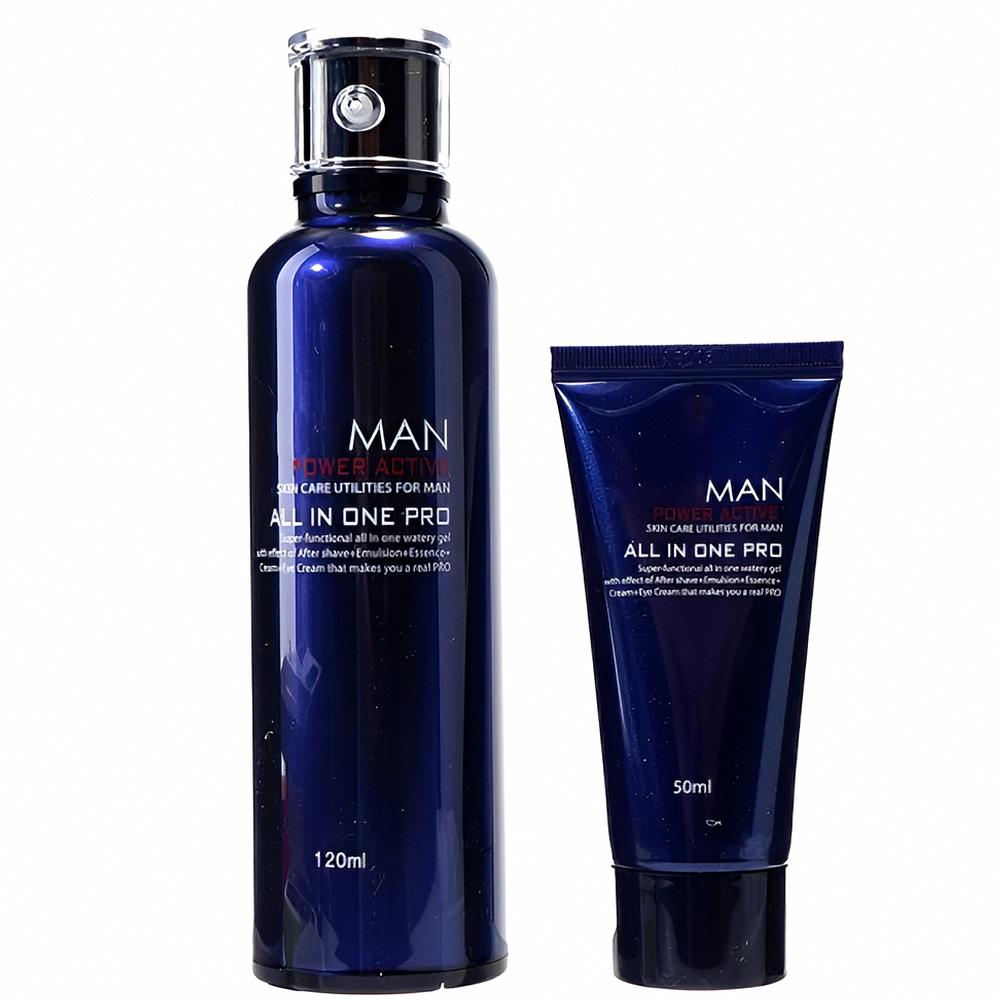 MAN
POWER ACTIVE
SKIN CARE UTILITIES FOR MAN
ALL IN ONE PRO
Super-functional all in one watery gel
with effect of After shave+Emulsion+Essence+
Cream+Eye Cream that makes you a real PRO
120ml
MAN
POWER ACTIVE
SKIN CARE UTILITIES FOR MAN
ALL IN ONE PRO
Super-functional all in one watery gel
with effect of After shave+Emulsion+Essence+
Cream+Eye Cream that makes you a real PRO
50ml